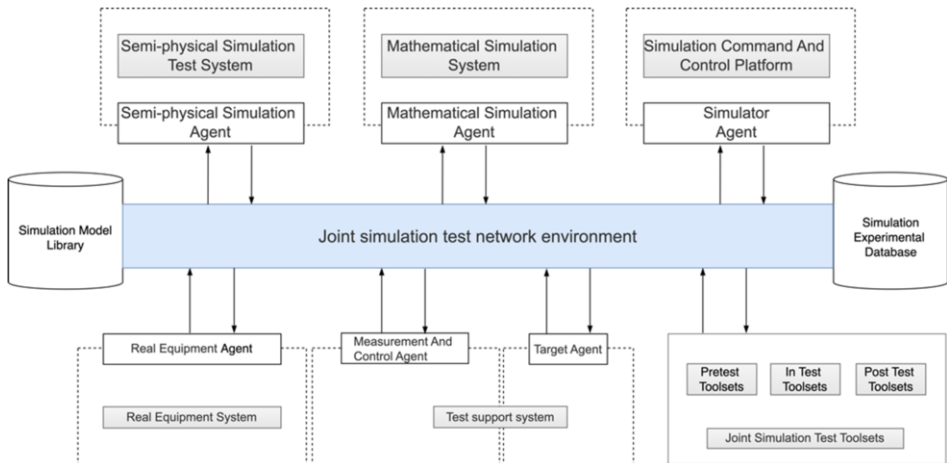 Semi-physical Simulation
Test System
Mathematical Simulation
System
Simulation Command And
Control Platform
Semi-physical Simulation
Agent
Mathematical Simulation
Agent
Simulator
Agent
Simulation Model
Library
Joint simulation test network environment
Simulation
Experimental
Database
Real Equipment Agent
Measurement And
Control Agent
Target Agent
Pretest
Toolsets
In Test
Toolsets
Post Test
Toolsets
Real Equipment System
Test support system
Joint Simulation Test Toolsets